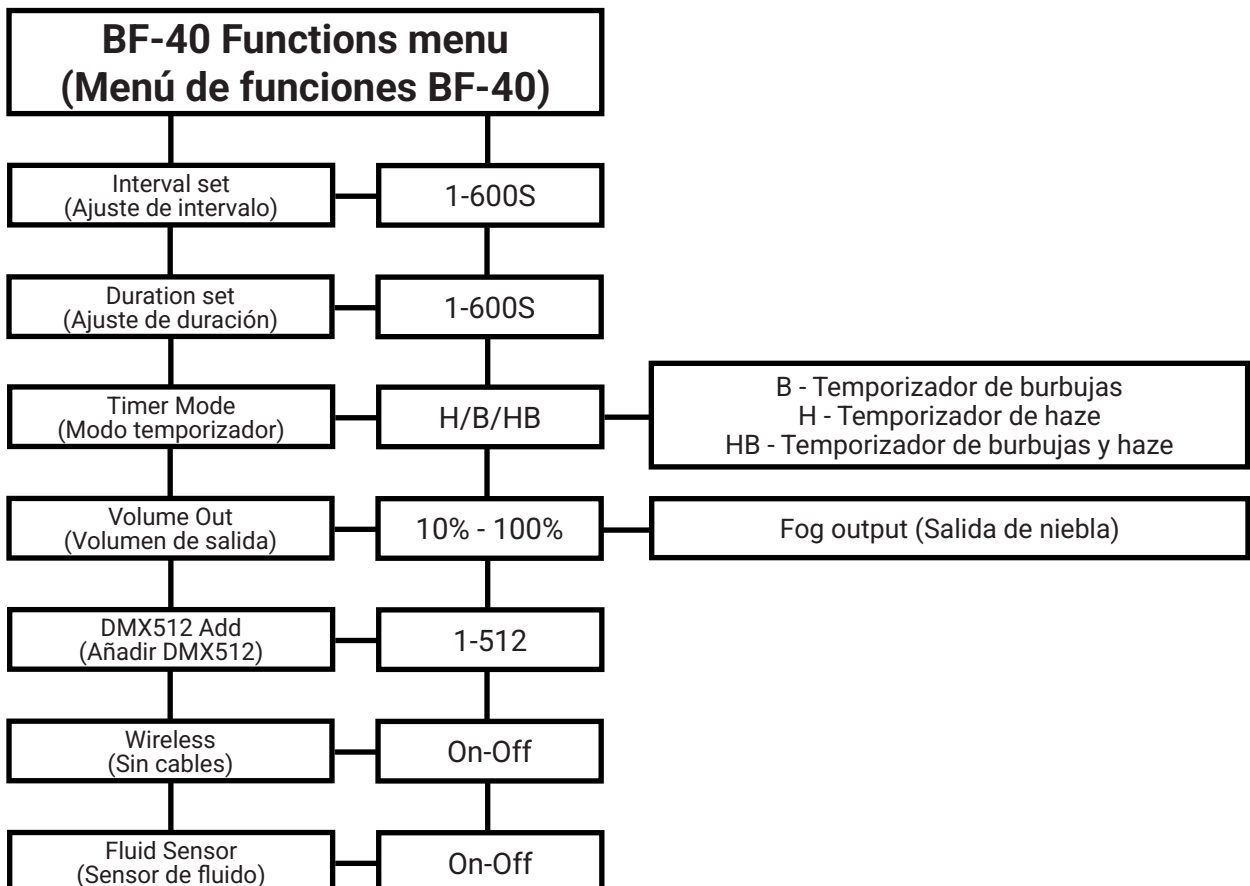 BF-40 Functions menu
(Menú de funciones BF-40)
Interval set
(Ajuste de intervalo)
1-600S
Duration set
(Ajuste de duración)
1-600S
Timer Mode
(Modo temporizador)
H/B/HB
B - Temporizador de burbujas
H - Temporizador de haze
HB - Temporizador de burbujas y haze
Volume Out
(Volumen de salida)
10% - 100%
Fog output (Salida de niebla)
DMX512 Add
(Añadir DMX512)
1-512
Wireless
(Sin cables)
On-Off
Fluid Sensor
(Sensor de fluido)
On-Off